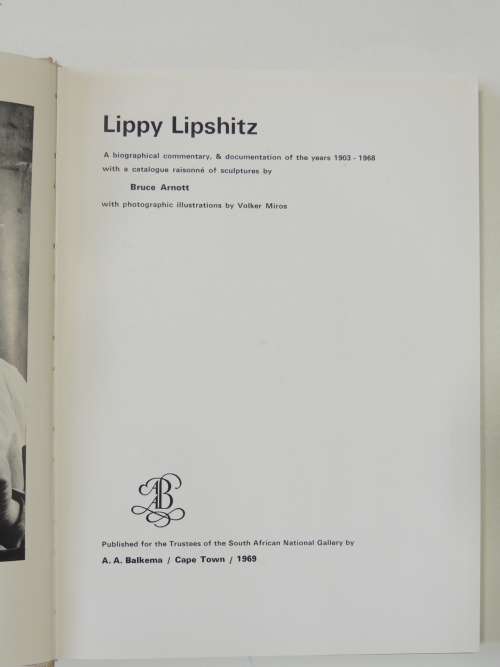 Lippy Lipshitz
A biographical commentary, & documentation of the years 1903 - 1968
with a catalogue raisonné of sculptures by
Bruce Arnott
with photographic illustrations by Volker Miros
AAB
Published for the Trustees of the South African National Gallery by
A. A. Balkema / Cape Town / 1969